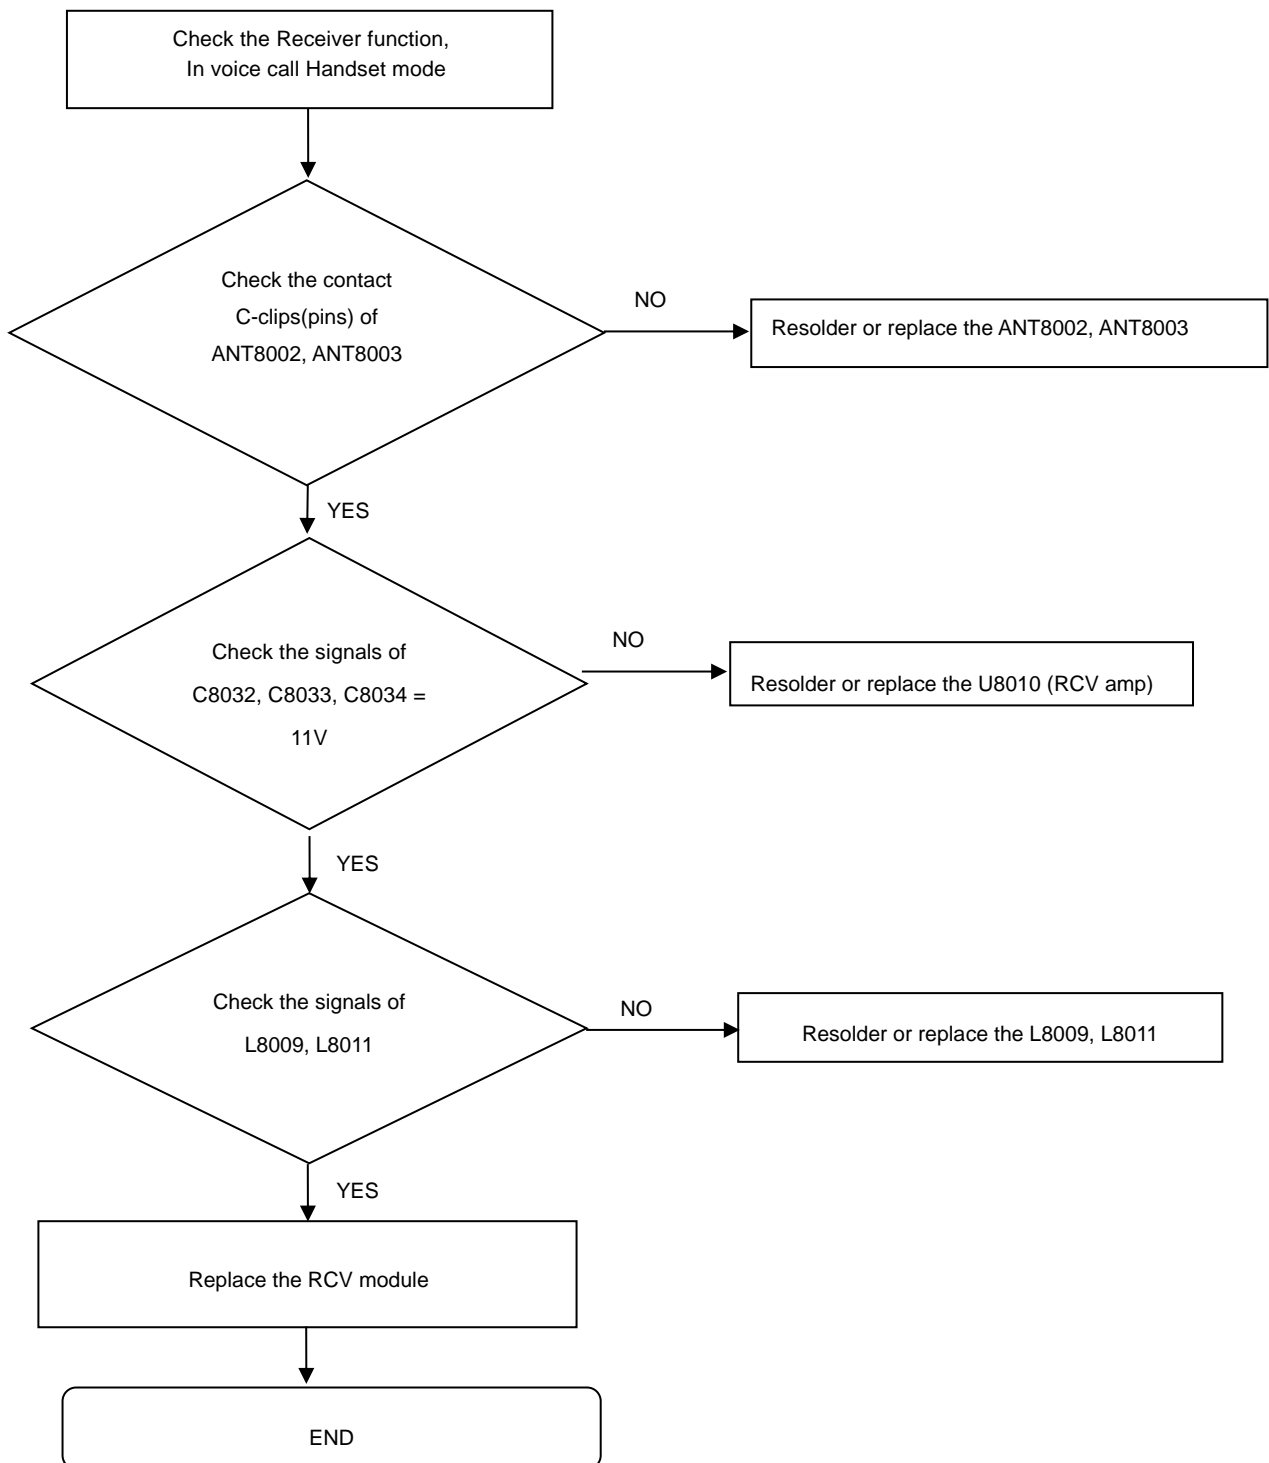 Check the Receiver function,
In voice call Handset mode
Check the contact
C-clips(pins) of
ANT8002, ANT8003
NO
Resolder or replace the ANT8002, ANT8003
YES
Check the signals of
C8032, C8033, C8034 =
11V
NO
Resolder or replace the U8010 (RCV amp)
YES
Check the signals of
L8009, L8011
NO
Resolder or replace the L8009, L8011
YES
Replace the RCV module
END